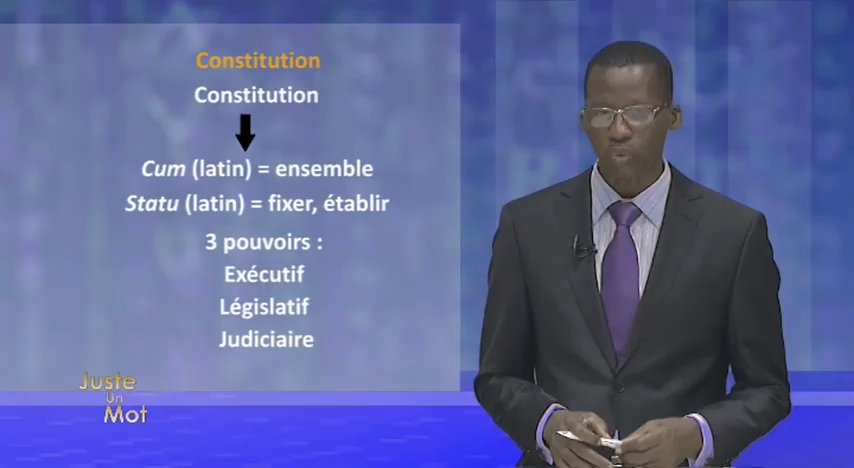 Constitution
Constitution
Cum (latin) = ensemble
Statu (latin) = fixer, établir
3 pouvoirs :
Exécutif
Législatif
Judiciaire
Juste
Un
Mot